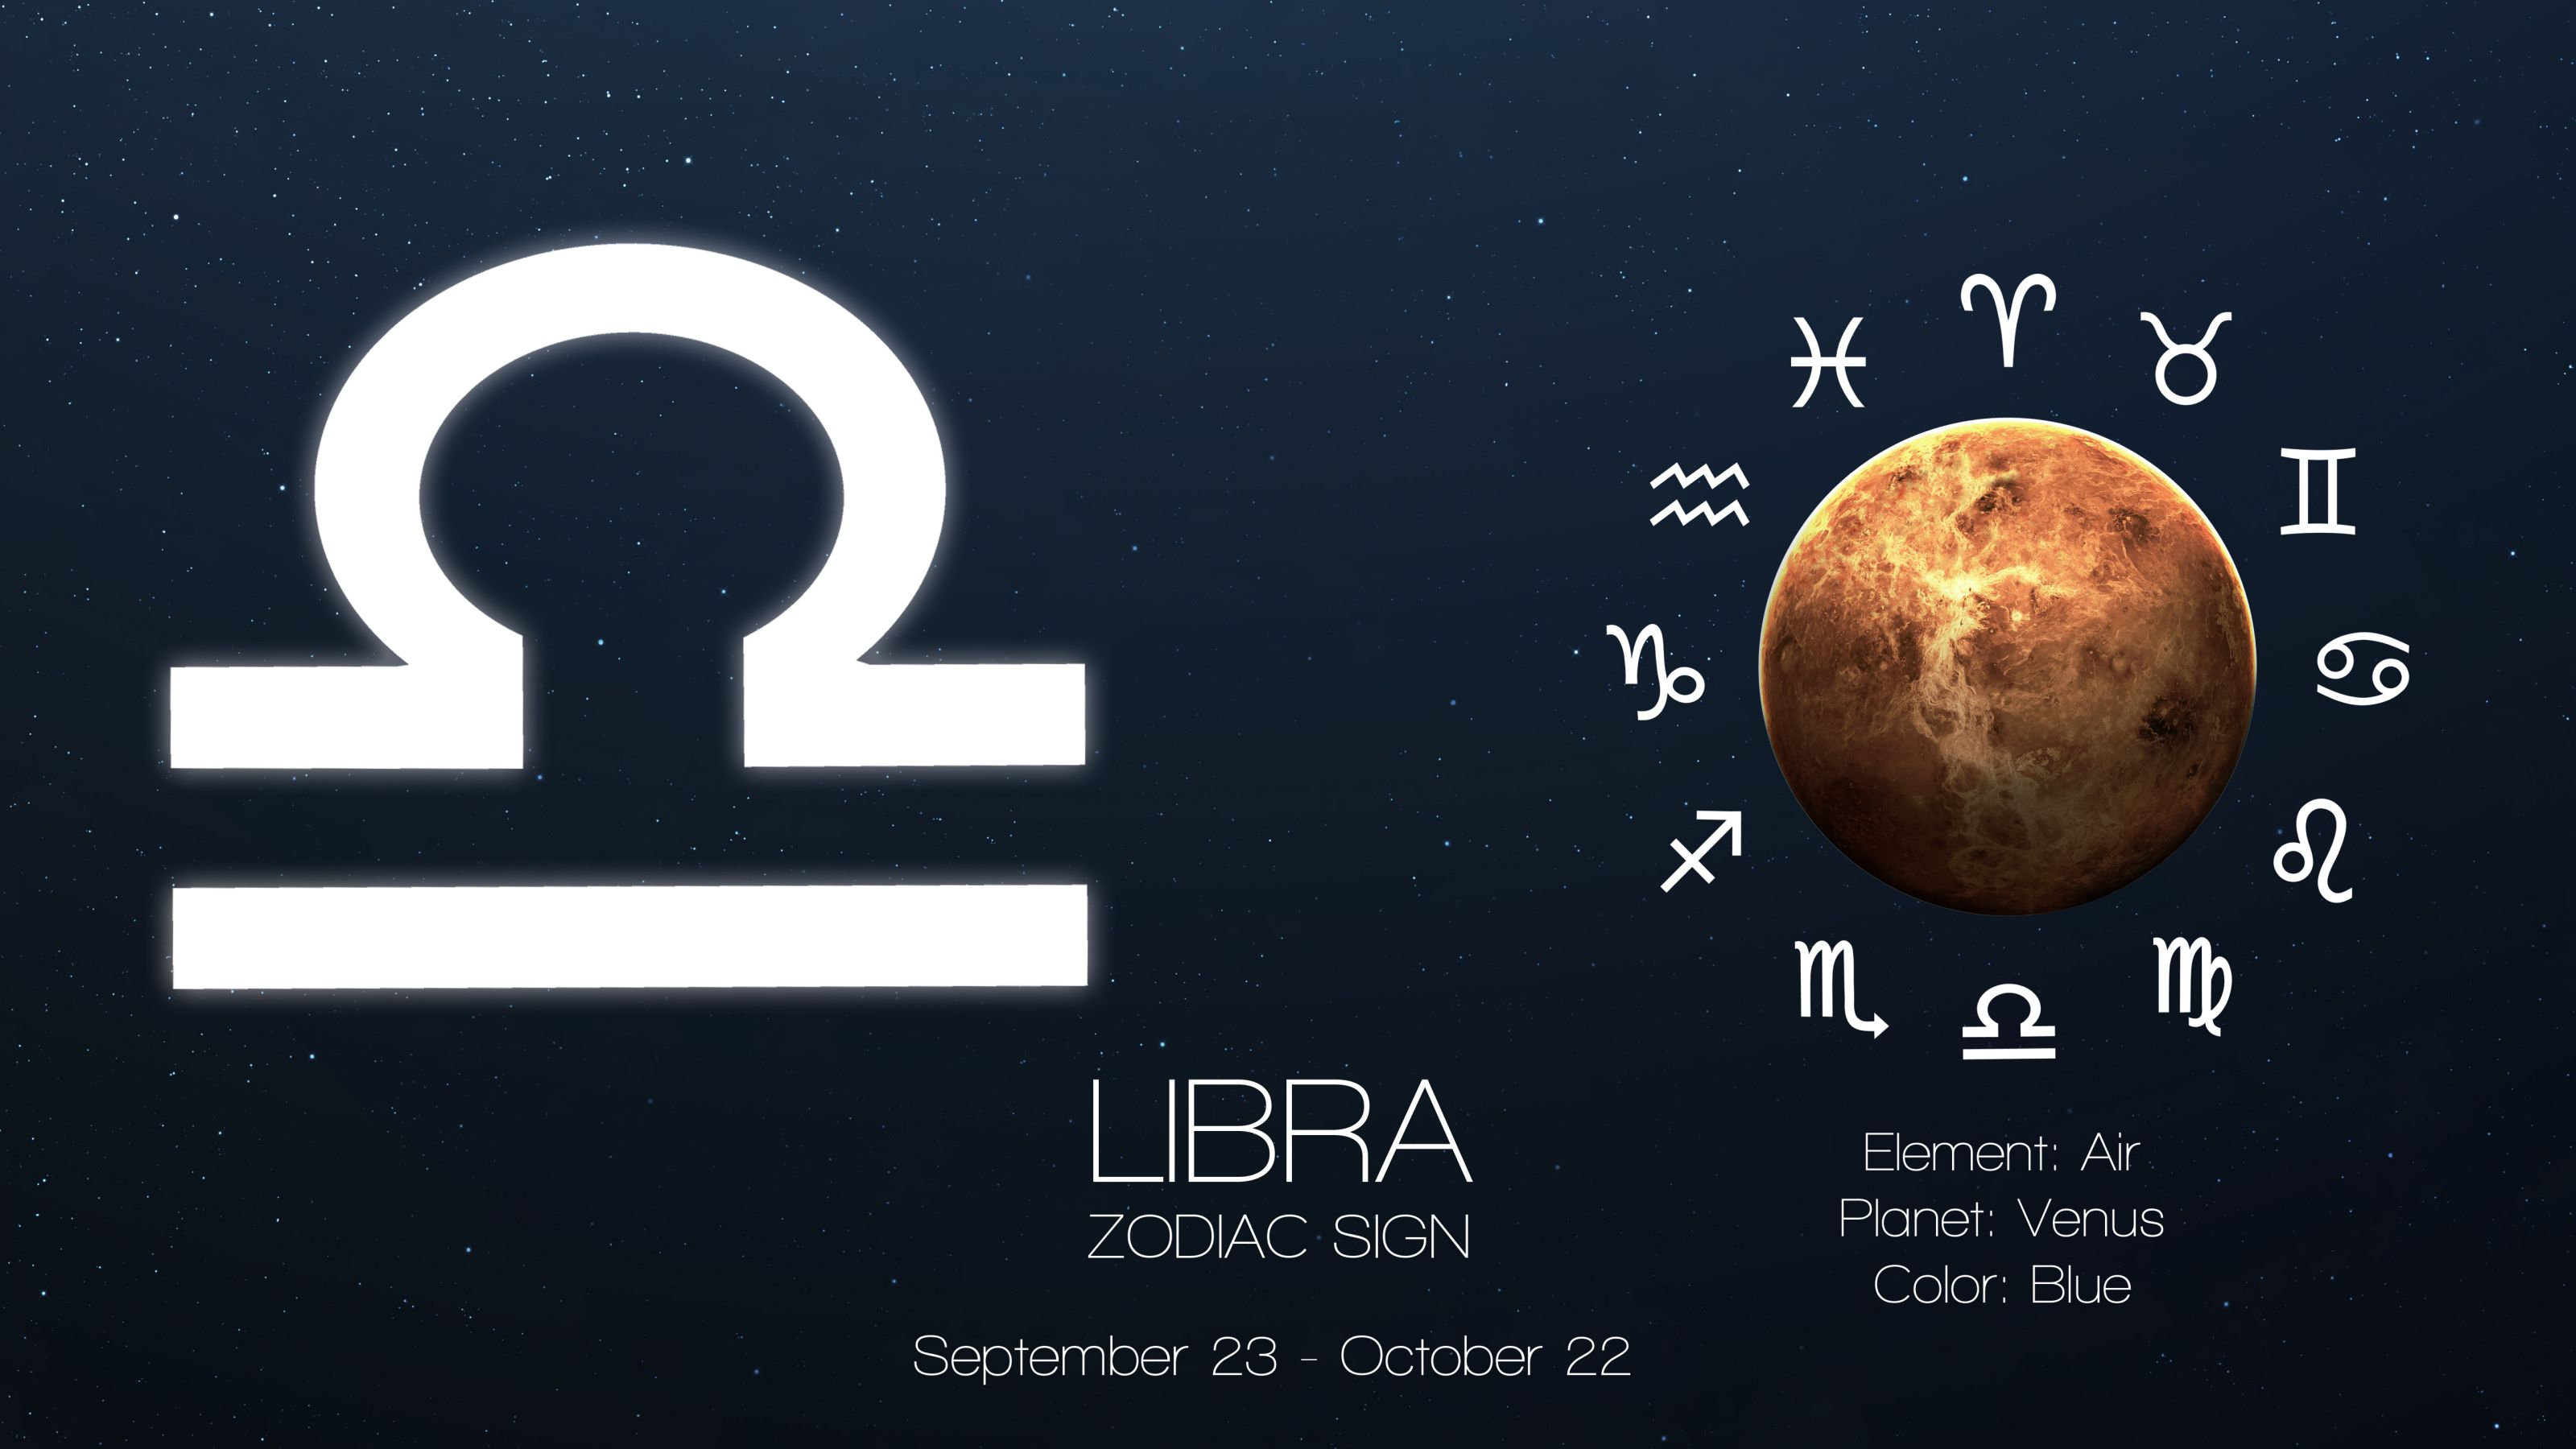 LIBRA
ZODIAC SIGN
September 23 - October 22
Element: Air
Planet: Venus
Color: Blue